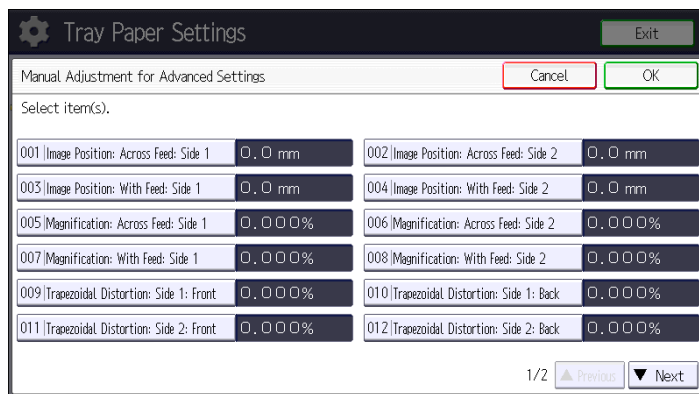 Tray Paper Settings
Exit
Manual Adjustment for Advanced Settings
Cancel
OK
Select item(s).
001 Image Position: Across Feed: Side 1 0.0 mm
002 Image Position: Across Feed: Side 2 0.0 mm
003 Image Position: With Feed: Side 1 0.0 mm
004 Image Position: With Feed: Side 2 0.0 mm
005 Magnification: Across Feed: Side 1 0.000%
006 Magnification: Across Feed: Side 2 0.000%
007 Magnification: With Feed: Side 1 0.000%
008 Magnification: With Feed: Side 2 0.000%
009 Trapezoidal Distortion: Side 1: Front 0.000%
010 Trapezoidal Distortion: Side 1: Back 0.000%
011 Trapezoidal Distortion: Side 2: Front 0.000%
012 Trapezoidal Distortion: Side 2: Back 0.000%
1/2 ▲ Previous ▼ Next